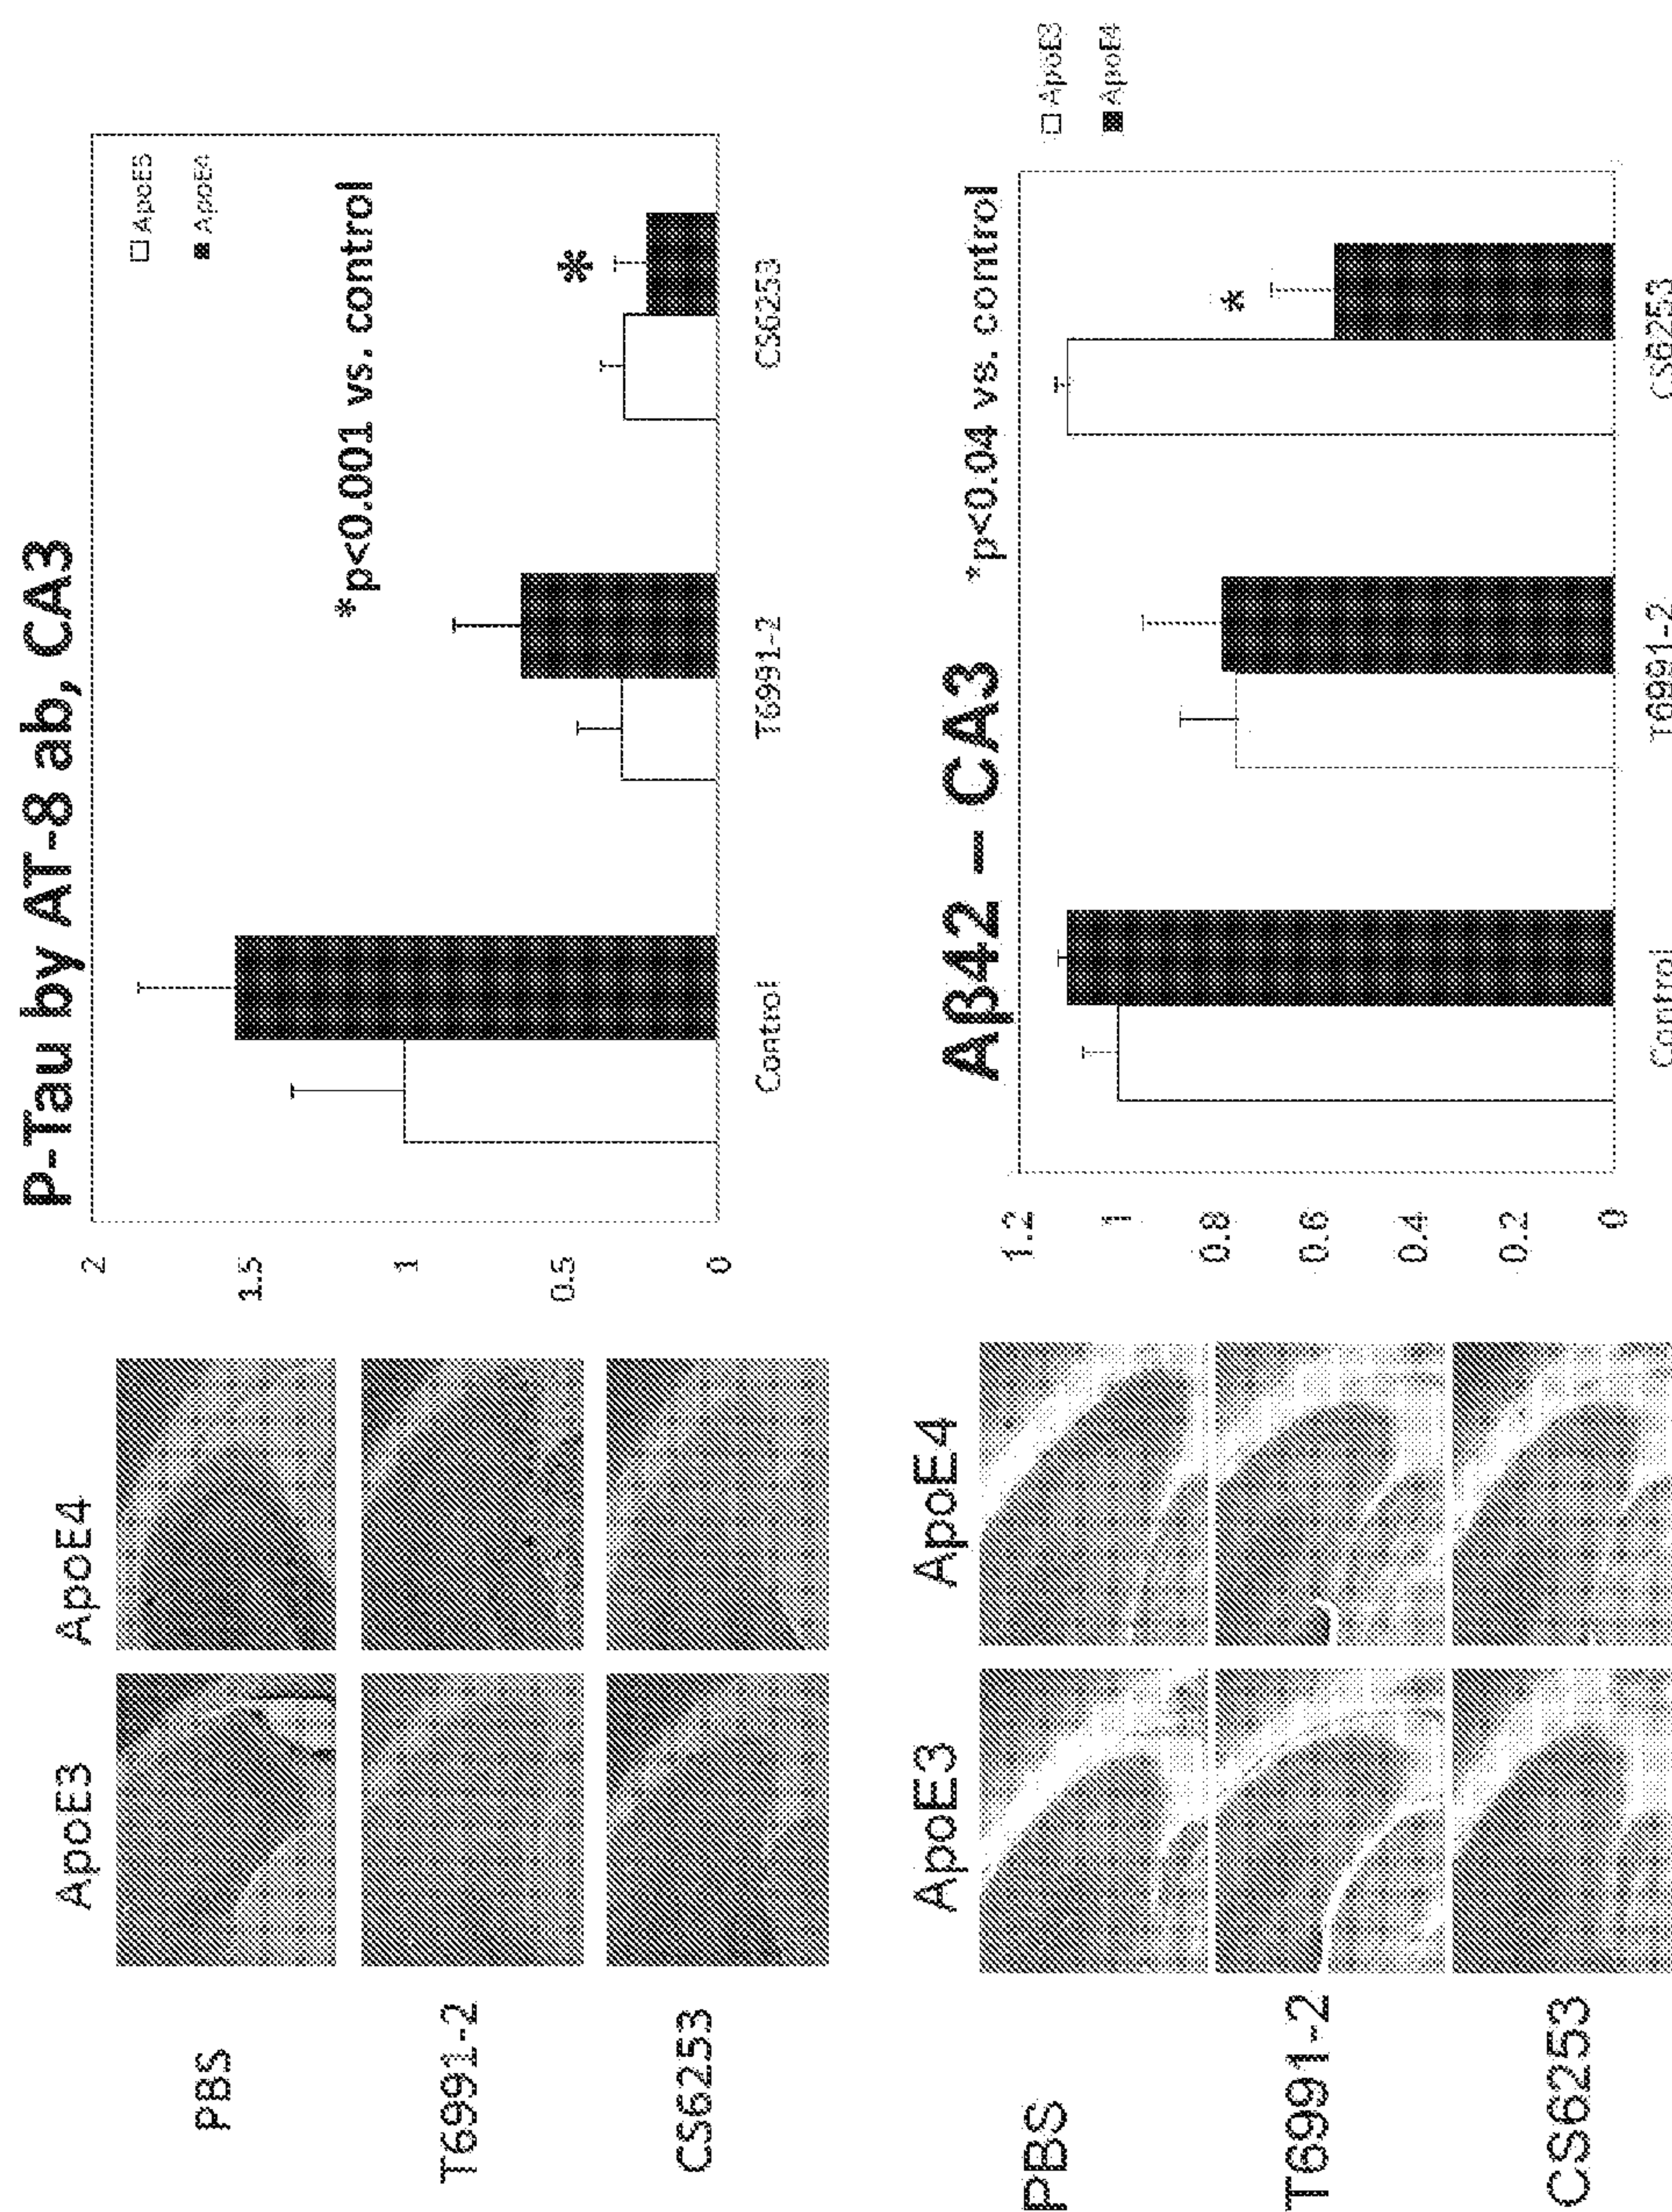 P-Tau by AT-8 ab, CA3
ApoE3
ApoE4
PBS
T6991-2
CS6253
2
1.5
1
0.5
0
ApoE3
ApoE4
*p<0.001 vs. control
*
Control
T6991-2
CS6253
Aβ42 – CA3
*p<0.04 vs. control
ApoE3
ApoE4
PBS
T6991-2
CS6253
1.2
1
0.8
0.6
0.4
0.2
0
ApoE3
ApoE4
*
Control
T6991-2
CS6253